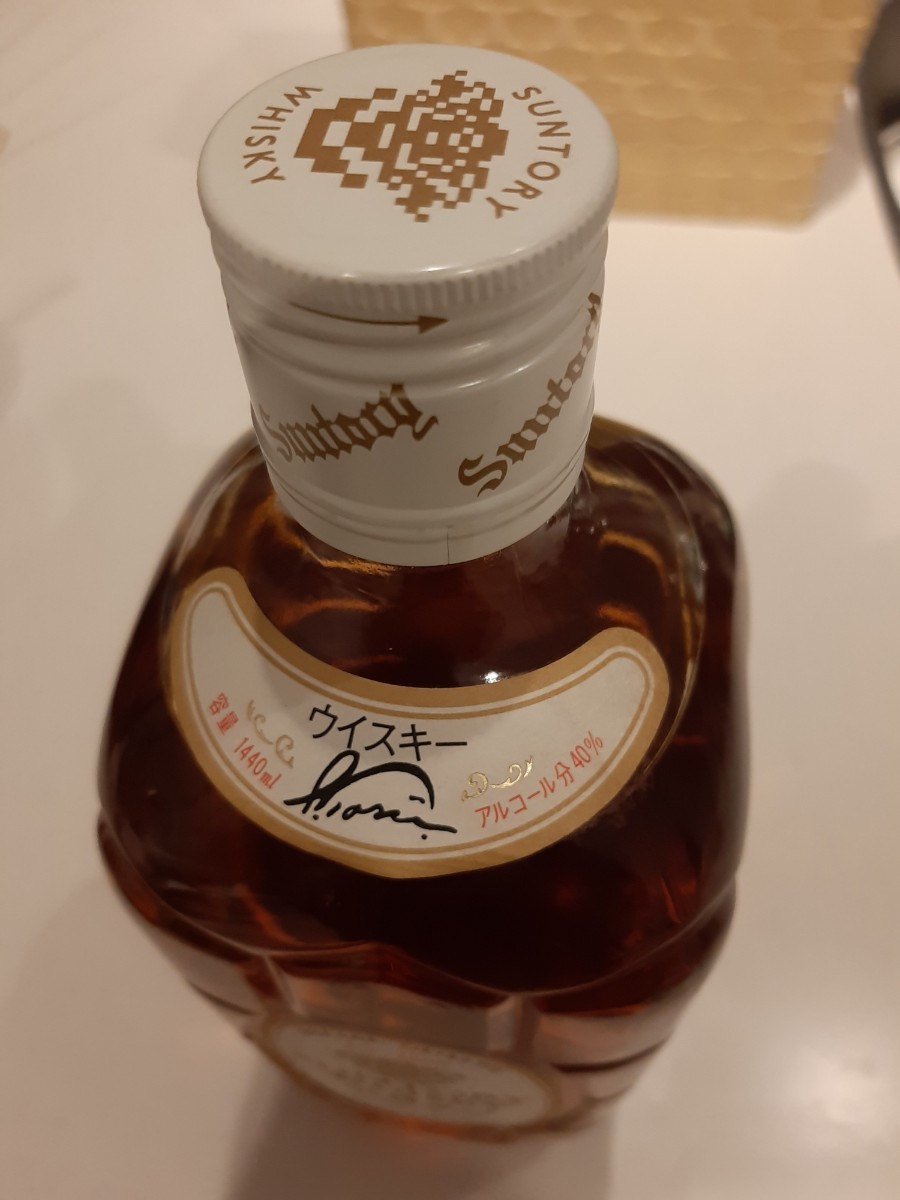 SUNTORY
WHISKY
Suntory
Suntory
ウイスキー
容量 1440ml
アルコール分40%